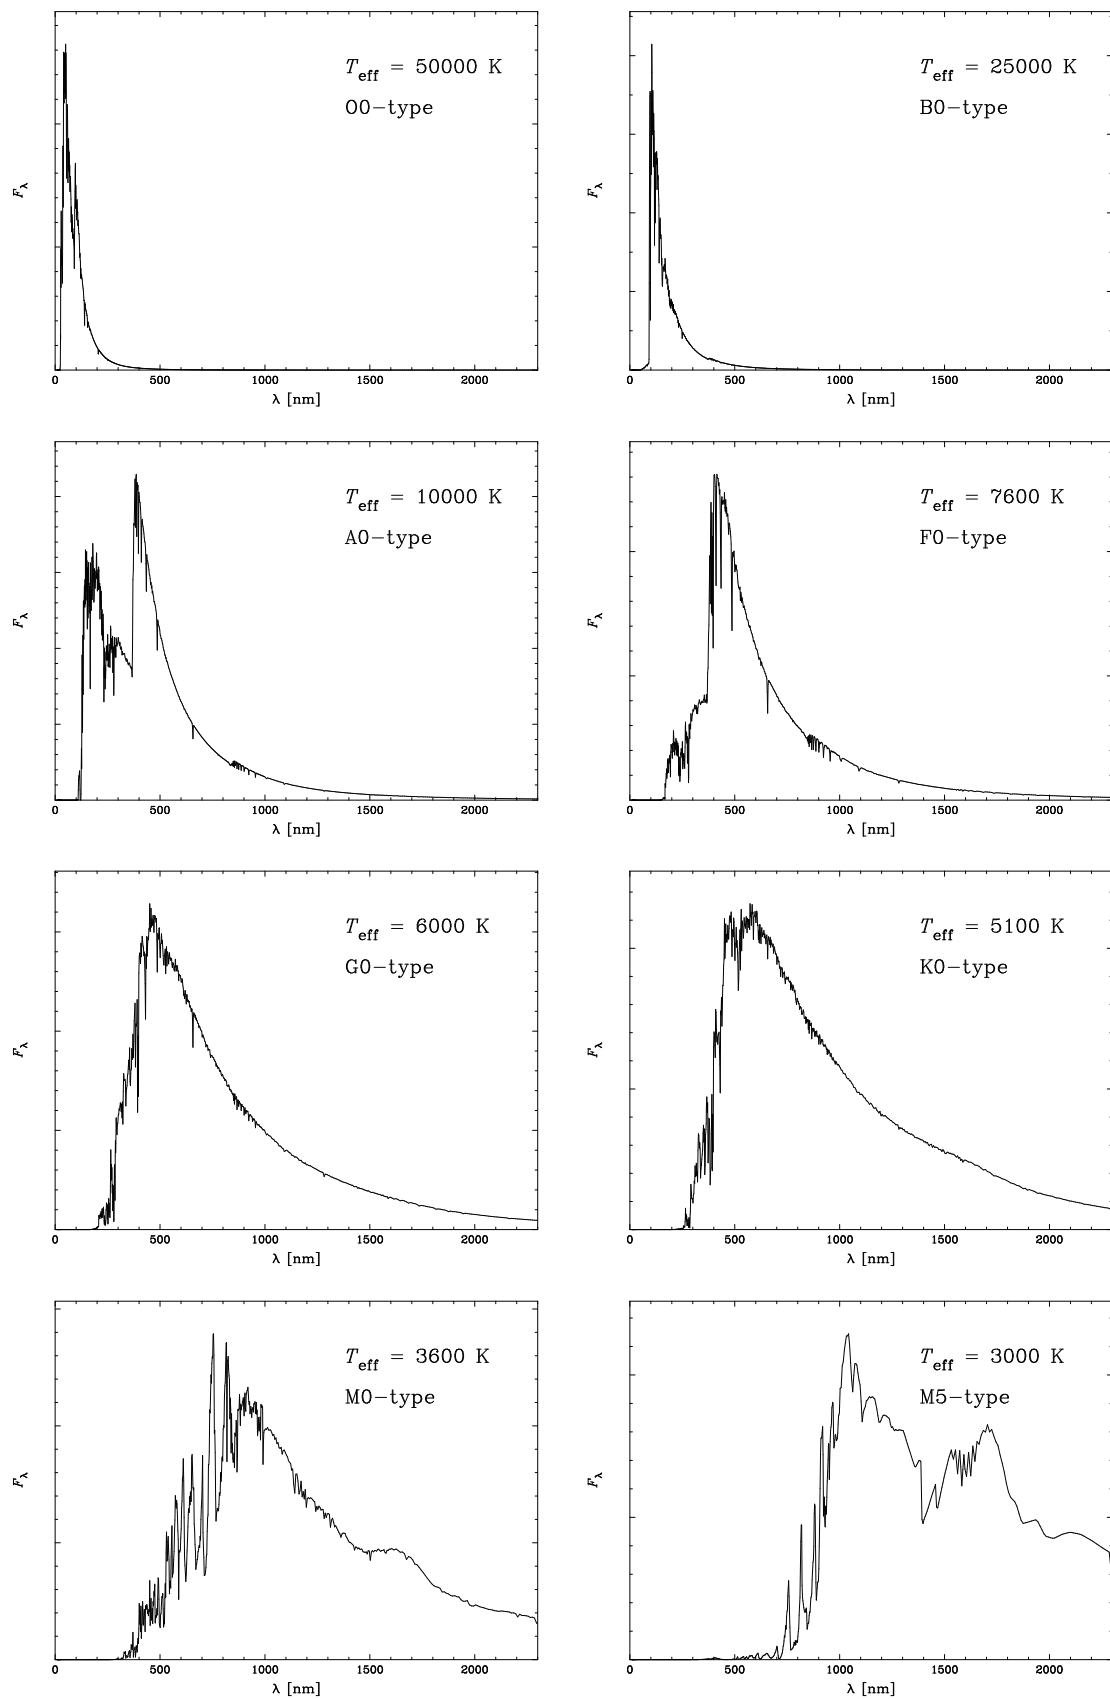 T_eff = 50000 K
O0-type
F_λ
0 500 1000 1500 2000
λ [nm]
T_eff = 25000 K
B0-type
F_λ
0 500 1000 1500 2000
λ [nm]
T_eff = 10000 K
A0-type
F_λ
0 500 1000 1500 2000
λ [nm]
T_eff = 7600 K
F0-type
F_λ
0 500 1000 1500 2000
λ [nm]
T_eff = 6000 K
G0-type
F_λ
0 500 1000 1500 2000
λ [nm]
T_eff = 5100 K
K0-type
F_λ
0 500 1000 1500 2000
λ [nm]
T_eff = 3600 K
M0-type
F_λ
0 500 1000 1500 2000
λ [nm]
T_eff = 3000 K
M5-type
F_λ
0 500 1000 1500 2000
λ [nm]